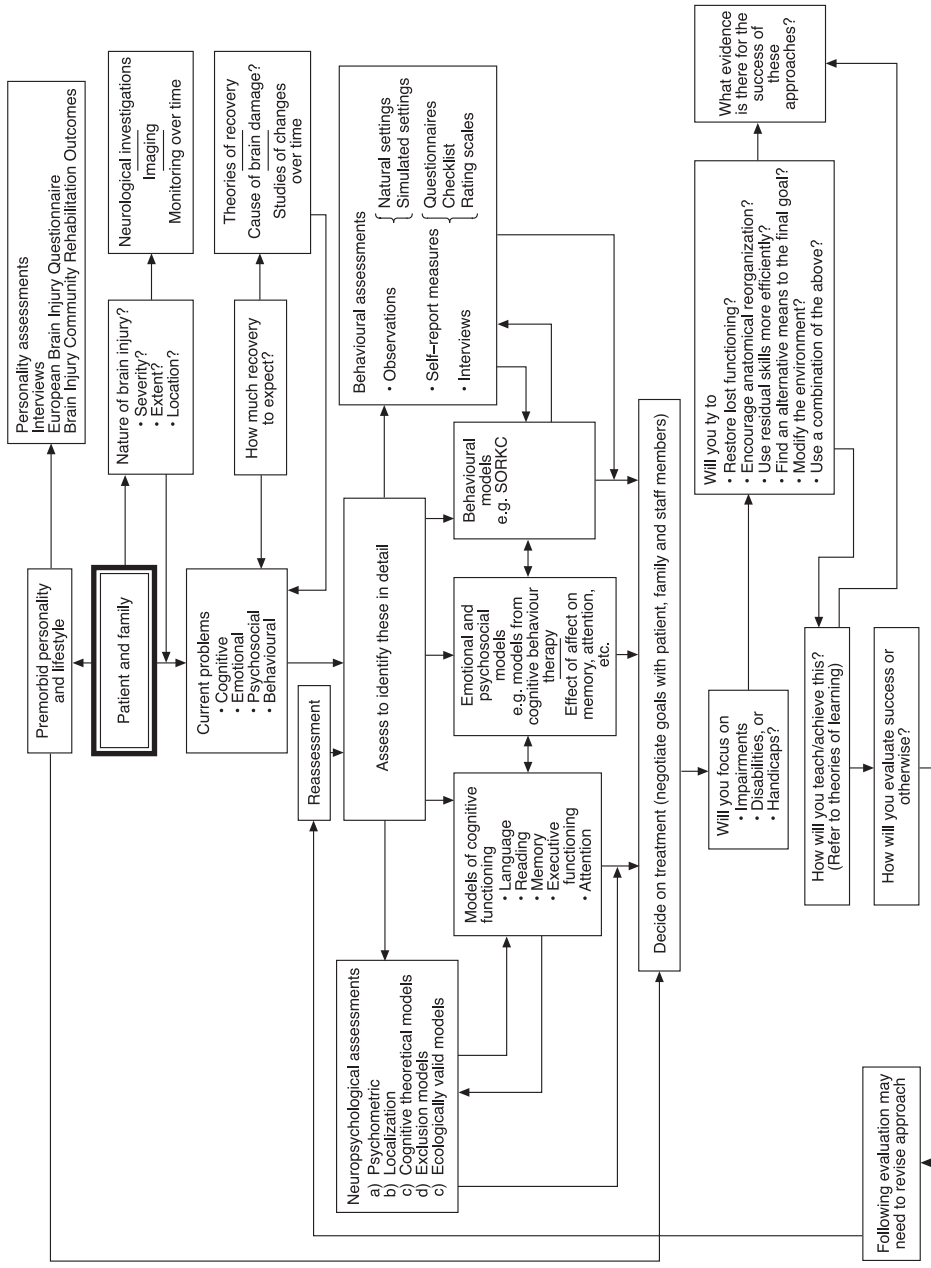 Premorbid personality
and lifestyle
Personality assessments
Interviews
European Brain Injury Questionnaire
Brain Injury Community Rehabilitation Outcomes
Patient and family
Nature of brain injury?
• Severity?
• Extent?
• Location?
Neurological investigations
Imaging
Monitoring over time
Current problems
• Cognitive
• Emotional
• Psychosocial
• Behavioural
How much recovery
to expect?
Theories of recovery
Cause of brain damage?
Studies of changes
over time
Reassessment
Assess to identify these in detail
Neuropsychological assessments
a) Psychometric
b) Localization
c) Cognitive theoretical models
d) Exclusion models
c) Ecologically valid models
Models of cognitive
functioning
• Language
• Reading
• Memory
• Executive
functioning
• Attention
Emotional and
psychosocial
models
e.g. models from
cognitive behaviour
therapy
Effect of affect on
memory, attention,
etc.
Behavioural
models
e.g. SORKC
Behavioural assessments
• Observations
Natural settings
Simulated settings
• Self–report measures
Questionnaires
Checklist
Rating scales
• Interviews
Decide on treatment (negotiate goals with patient, family and staff members)
Will you focus on
• Impairments
• Disabilities, or
• Handicaps?
Will you ty to
• Restore lost functioning?
• Encourage anatomical reorganization?
• Use residual skills more efficiently?
• Find an alternative means to the final goal?
• Modify the environment?
• Use a combination of the above?
What evidence
is there for the
success of
these
approaches?
How will you teach/achieve this?
(Refer to theories of learning)
How will you evaluate success or
otherwise?
Following evaluation may
need to revise approach